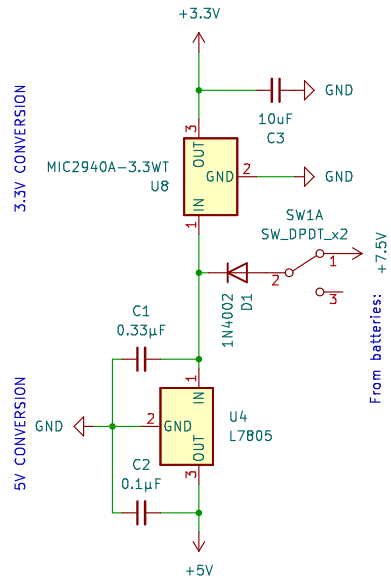 +3.3V
3.3V CONVERSION
10uF
C3
GND
3
OUT
MIC2940A-3.3WT
U8
GND
2
GND
IN
1
SW1A
SW_DPDT_x2
1
+7.5V
2
3
1N4002
D1
From batteries:
C1
0.33µF
1
IN
5V CONVERSION
GND
2
GND
U4
L7805
OUT
3
C2
0.1µF
+5V